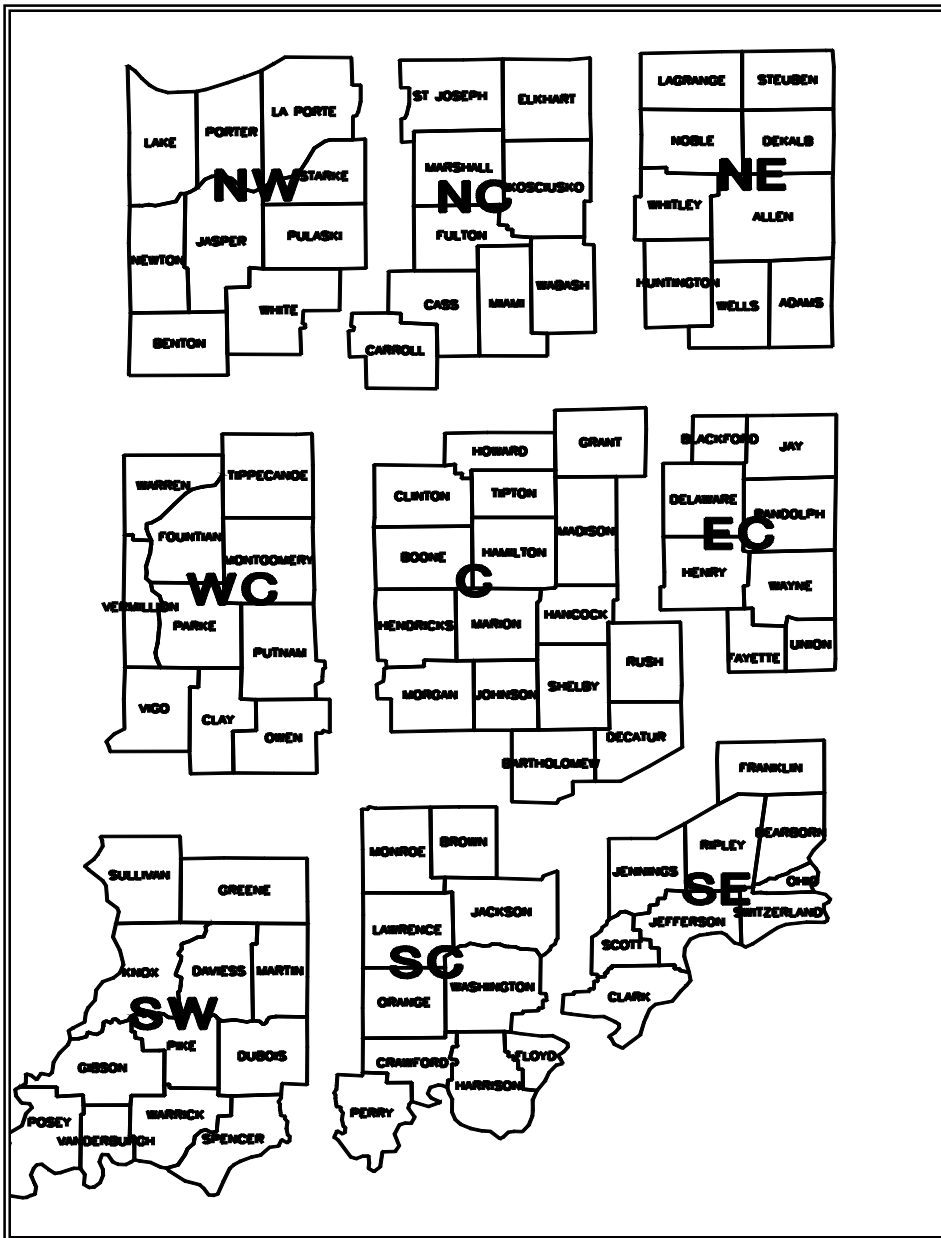 LAKE
PORTER
LA PORTE
NW
STARKE
NEWTON
JASPER
PULASKI
WHITE
BENTON
ST JOSEPH
ELKHART
MARSHALL
NC
KOSCIUSKO
FULTON
CASS
MIAMI
WABASH
CARROLL
LAGRANGE
STEUBEN
NOBLE
DEKALB
NE
WHITLEY
ALLEN
HUNTINGTON
WELLS
ADAMS
WARREN
TIPPECANOE
FOUNTIAN
MONTGOMERY
WC
VERMILLION
PARKE
PUTNAM
VIGO
CLAY
OWEN
HOWARD
GRANT
CLINTON
TIPTON
MADISON
BOONE
HAMILTON
C
HENDRICKS
MARION
HANCOCK
RUSH
MORGAN
JOHNSON
SHELBY
DECATUR
BARTHOLOMEW
BLACKFORD
JAY
DELAWARE
RANDOLPH
EC
HENRY
WAYNE
FAYETTE
UNION
SULLIVAN
GREENE
KNOX
DAVIESS
MARTIN
SW
PIKE
DUBOIS
GIBSON
POSEY
VANDERBURGH
WARRICK
SPENCER
MONROE
BROWN
LAWRENCE
JACKSON
SC
ORANGE
WASHINGTON
CRAWFORD
FLOYD
HARRISON
PERRY
FRANKLIN
RIPLEY
DEARBORN
JENNINGS
OHIO
SE
JEFFERSON
SWITZERLAND
SCOTT
CLARK